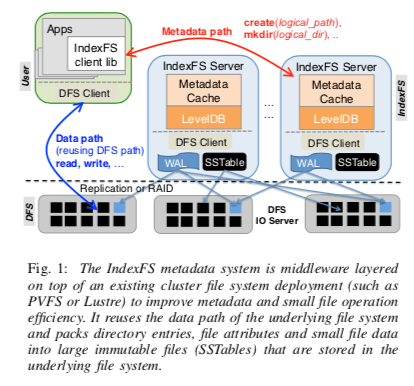 Apps
IndexFS
client lib
DFS Client
User
Metadata path
create(logical_path),
mkdir(logical_dir), ..
IndexFS Server
Metadata
Cache
LevelDB
DFS Client
WAL
SSTable
...
...
IndexFS Server
Metadata
Cache
LevelDB
DFS Client
WAL
SSTable
IndexFS
Data path
(reusing DFS path)
read, write, ...
Replication or RAID
DFS
DFS
IO Server
Fig. 1: The IndexFS metadata system is middleware layered
on top of an existing cluster file system deployment (such as
PVFS or Lustre) to improve metadata and small file operation
efficiency. It reuses the data path of the underlying file system
and packs directory entries, file attributes and small file data
into large immutable files (SSTables) that are stored in the
underlying file system.